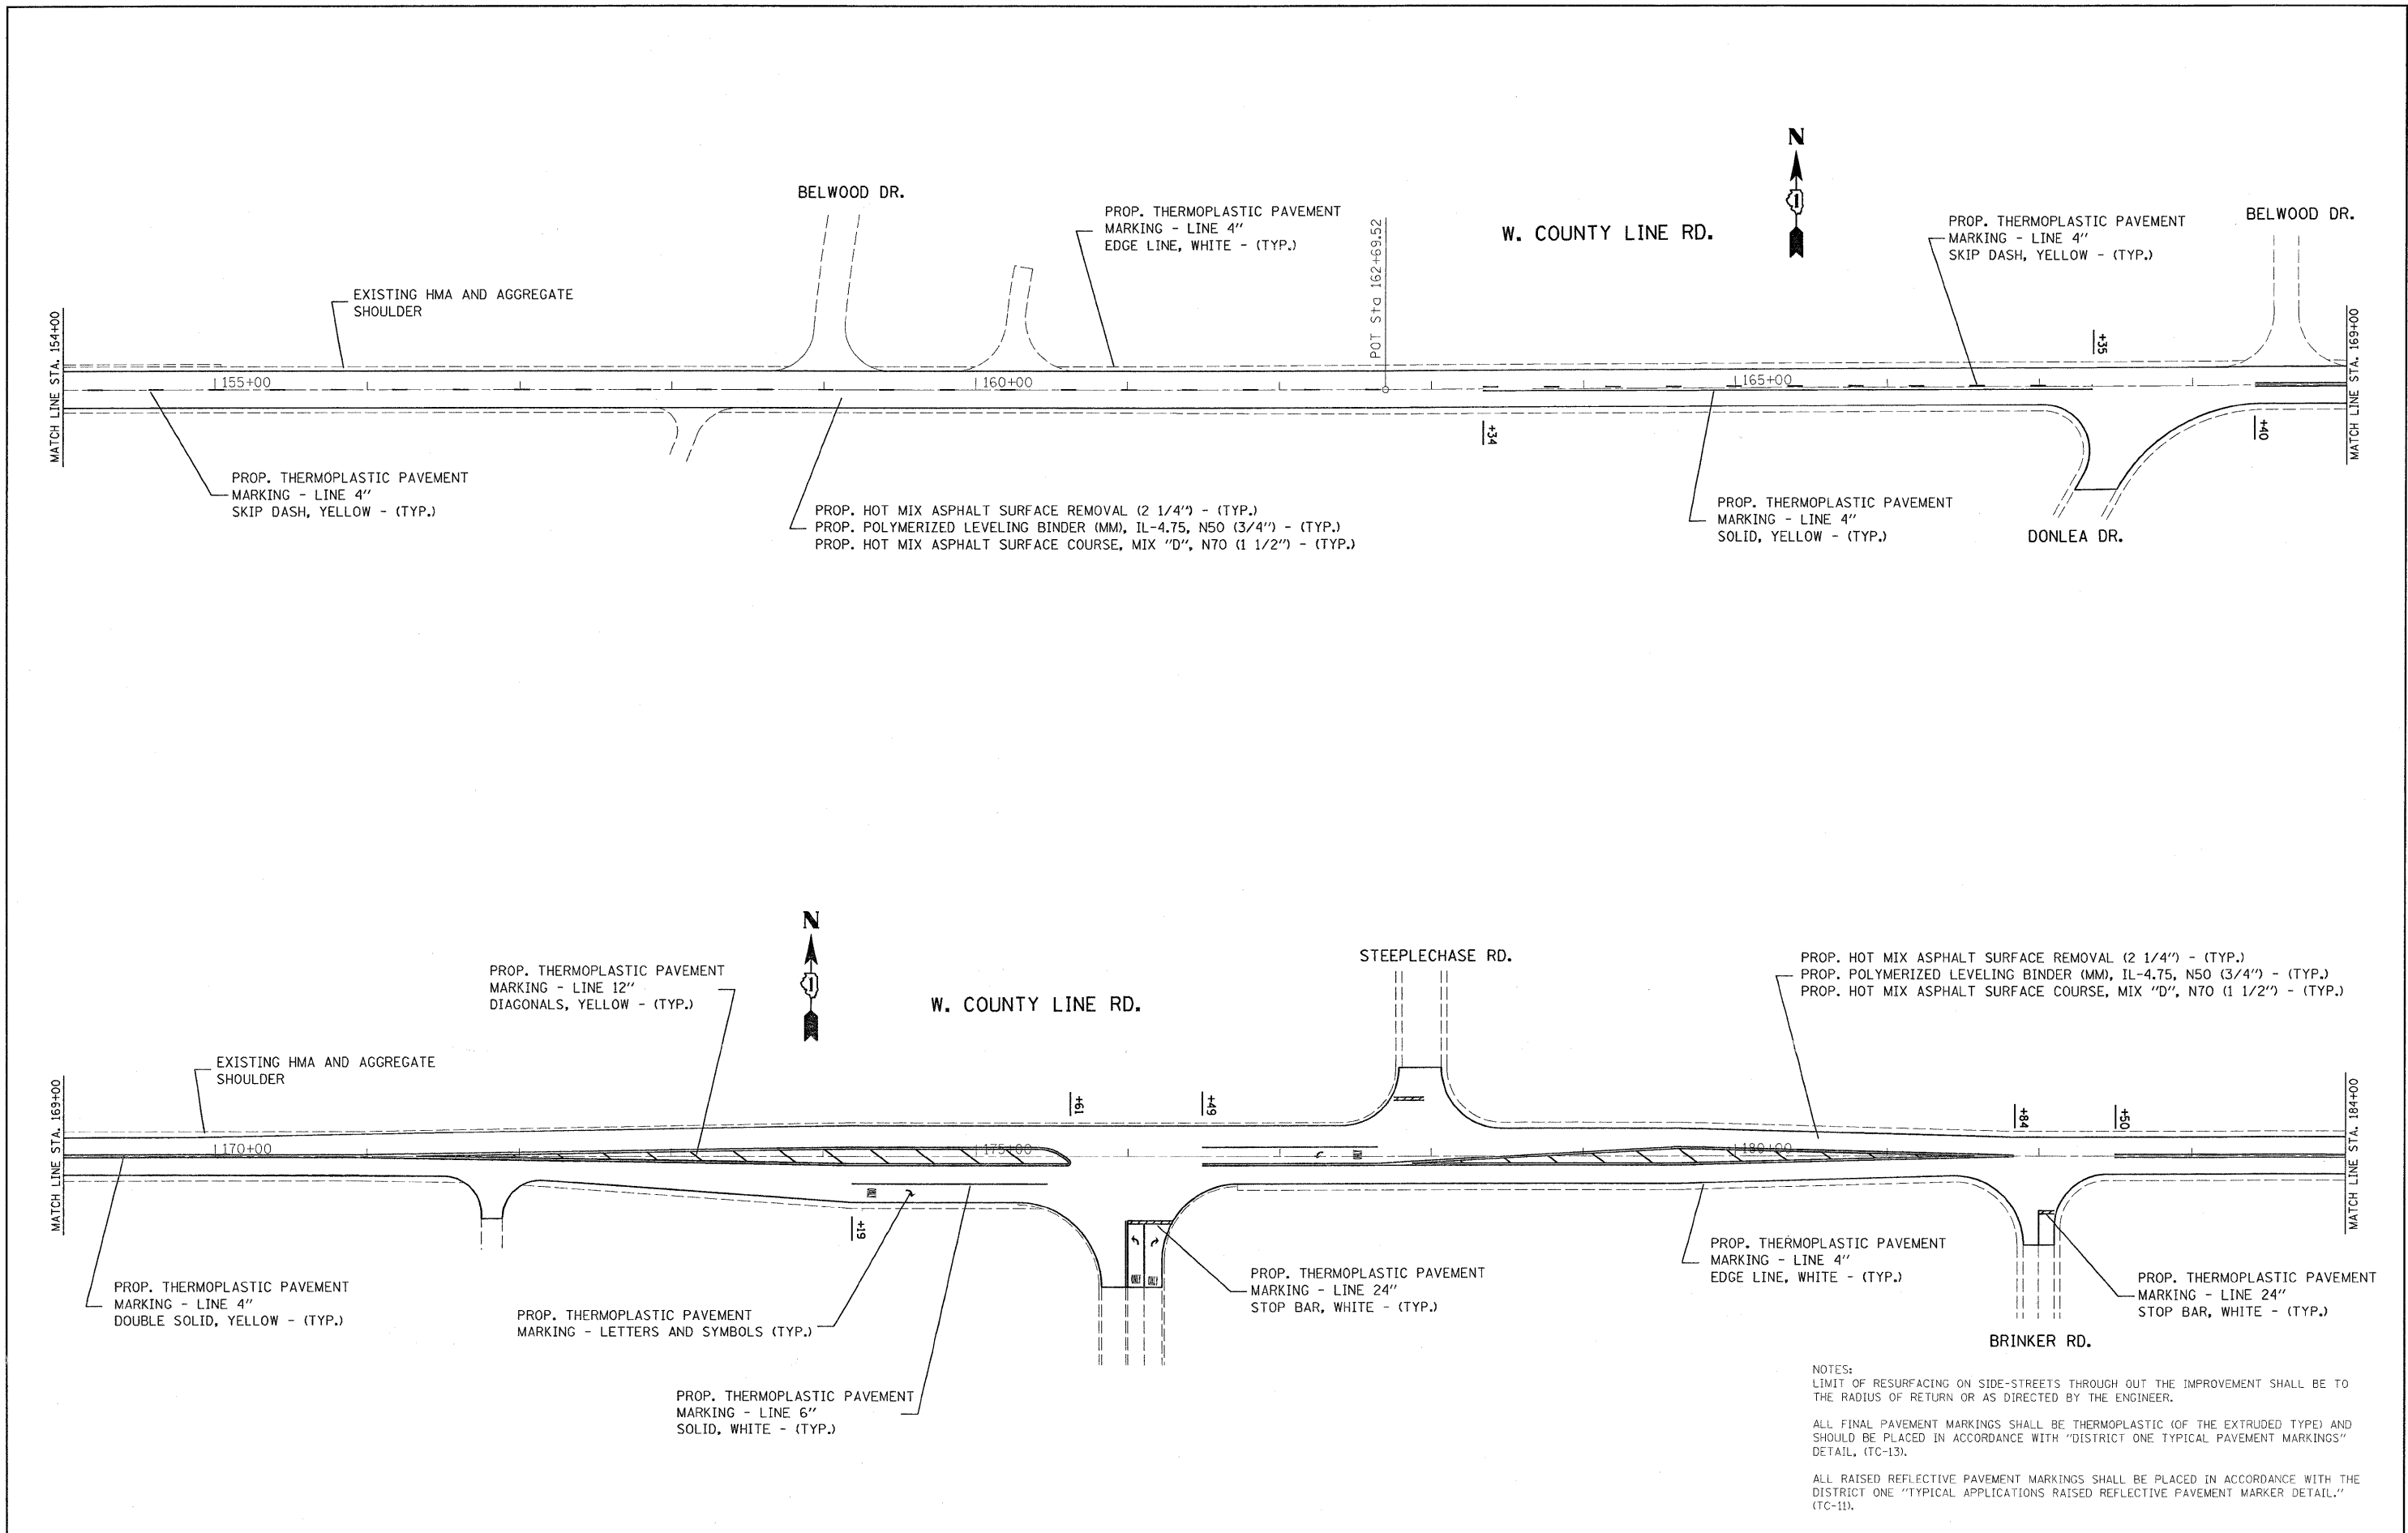 N
BELWOOD DR.
PROP. THERMOPLASTIC PAVEMENT
MARKING - LINE 4"
EDGE LINE, WHITE - (TYP.)
POT Sta 162+69.52
W. COUNTY LINE RD.
1
PROP. THERMOPLASTIC PAVEMENT
MARKING - LINE 4"
SKIP DASH, YELLOW - (TYP.)
BELWOOD DR.
EXISTING HMA AND AGGREGATE
SHOULDER
MATCH LINE STA. 154+00
155+00
160+00
165+00
+35
MATCH LINE STA. 169+00
+34
+40
PROP. THERMOPLASTIC PAVEMENT
MARKING - LINE 4"
SKIP DASH, YELLOW - (TYP.)
PROP. HOT MIX ASPHALT SURFACE REMOVAL (2 1/4") - (TYP.)
PROP. POLYMERIZED LEVELING BINDER (MM), IL-4.75, N50 (3/4") - (TYP.)
PROP. HOT MIX ASPHALT SURFACE COURSE, MIX "D", N70 (1 1/2") - (TYP.)
PROP. THERMOPLASTIC PAVEMENT
MARKING - LINE 4"
SOLID, YELLOW - (TYP.)
DONLEA DR.
N
1
PROP. THERMOPLASTIC PAVEMENT
MARKING - LINE 12"
DIAGONALS, YELLOW - (TYP.)
W. COUNTY LINE RD.
STEEPLECHASE RD.
PROP. HOT MIX ASPHALT SURFACE REMOVAL (2 1/4") - (TYP.)
PROP. POLYMERIZED LEVELING BINDER (MM), IL-4.75, N50 (3/4") - (TYP.)
PROP. HOT MIX ASPHALT SURFACE COURSE, MIX "D", N70 (1 1/2") - (TYP.)
EXISTING HMA AND AGGREGATE
SHOULDER
MATCH LINE STA. 169+00
170+00
175+00
180+00
+61
+49
+84
+50
MATCH LINE STA. 184+00
ONLY
ONLY
+19
ONLY
ONLY
PROP. THERMOPLASTIC PAVEMENT
MARKING - LINE 4"
DOUBLE SOLID, YELLOW - (TYP.)
PROP. THERMOPLASTIC PAVEMENT
MARKING - LETTERS AND SYMBOLS (TYP.)
PROP. THERMOPLASTIC PAVEMENT
MARKING - LINE 6"
SOLID, WHITE - (TYP.)
PROP. THERMOPLASTIC PAVEMENT
MARKING - LINE 24"
STOP BAR, WHITE - (TYP.)
PROP. THERMOPLASTIC PAVEMENT
MARKING - LINE 4"
EDGE LINE, WHITE - (TYP.)
PROP. THERMOPLASTIC PAVEMENT
MARKING - LINE 24"
STOP BAR, WHITE - (TYP.)
BRINKER RD.
NOTES:
LIMIT OF RESURFACING ON SIDE-STREETS THROUGH OUT THE IMPROVEMENT SHALL BE TO
THE RADIUS OF RETURN OR AS DIRECTED BY THE ENGINEER.
ALL FINAL PAVEMENT MARKINGS SHALL BE THERMOPLASTIC (OF THE EXTRUDED TYPE) AND
SHOULD BE PLACED IN ACCORDANCE WITH "DISTRICT ONE TYPICAL PAVEMENT MARKINGS"
DETAIL, (TC-13).
ALL RAISED REFLECTIVE PAVEMENT MARKINGS SHALL BE PLACED IN ACCORDANCE WITH THE
DISTRICT ONE "TYPICAL APPLICATIONS RAISED REFLECTIVE PAVEMENT MARKER DETAIL."
(TC-11).